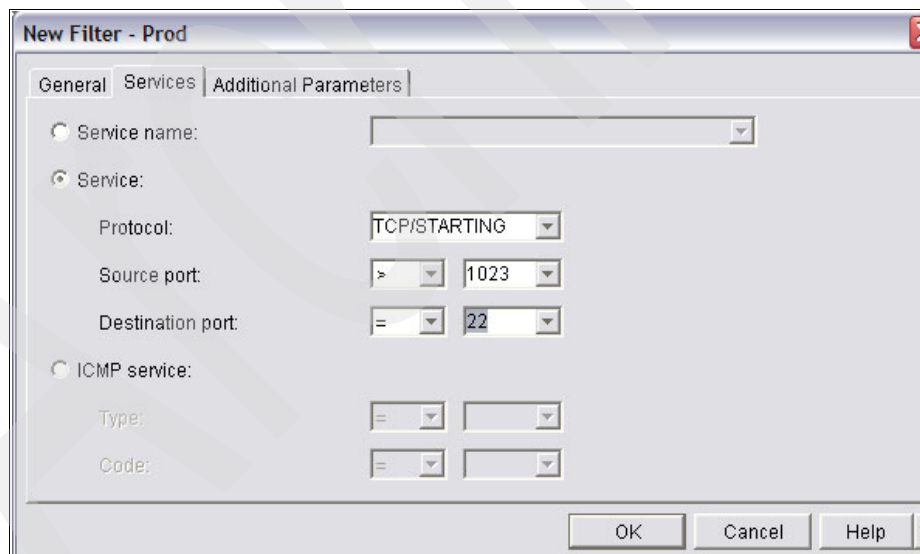 New Filter - Prod
General Services Additional Parameters
Service name:
Service:
Protocol: TCP/STARTING
Source port: > 1023
Destination port: = 22
ICMP service:
Type: =
Code: =
OK Cancel Help